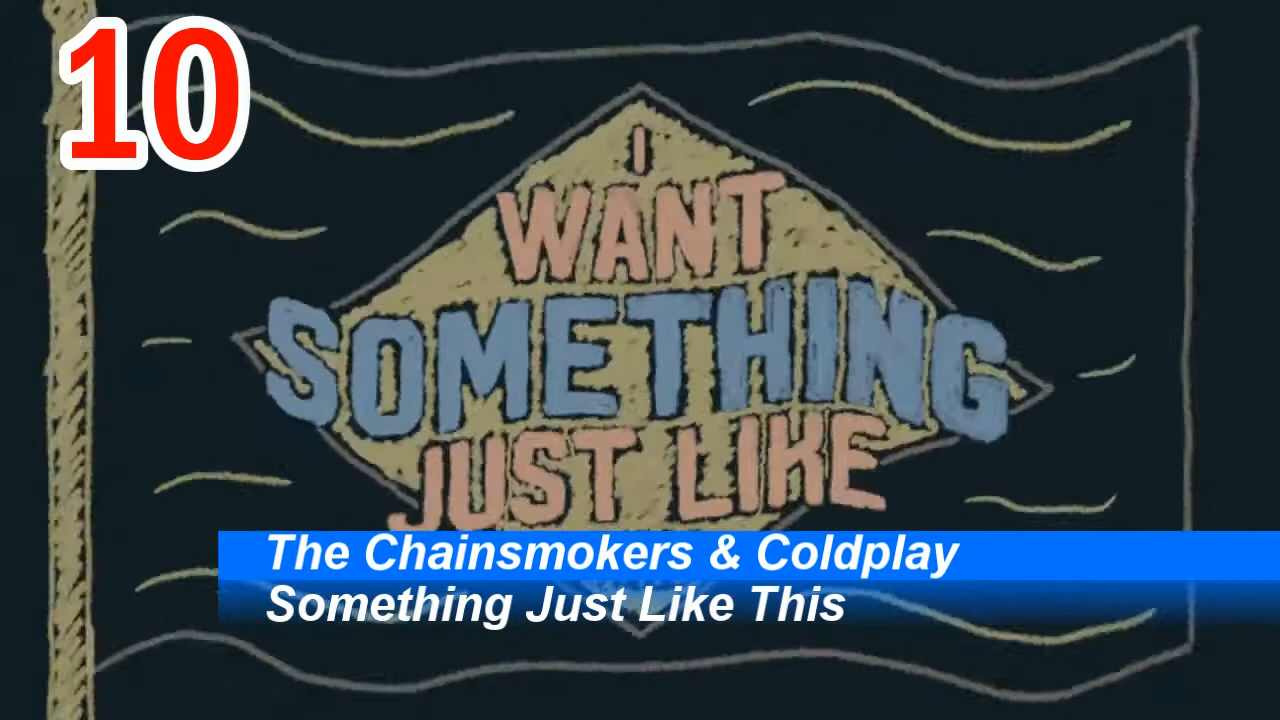 10
I
WANT
SOMETHING
JUST LIKE
The Chainsmokers & Coldplay
Something Just Like This